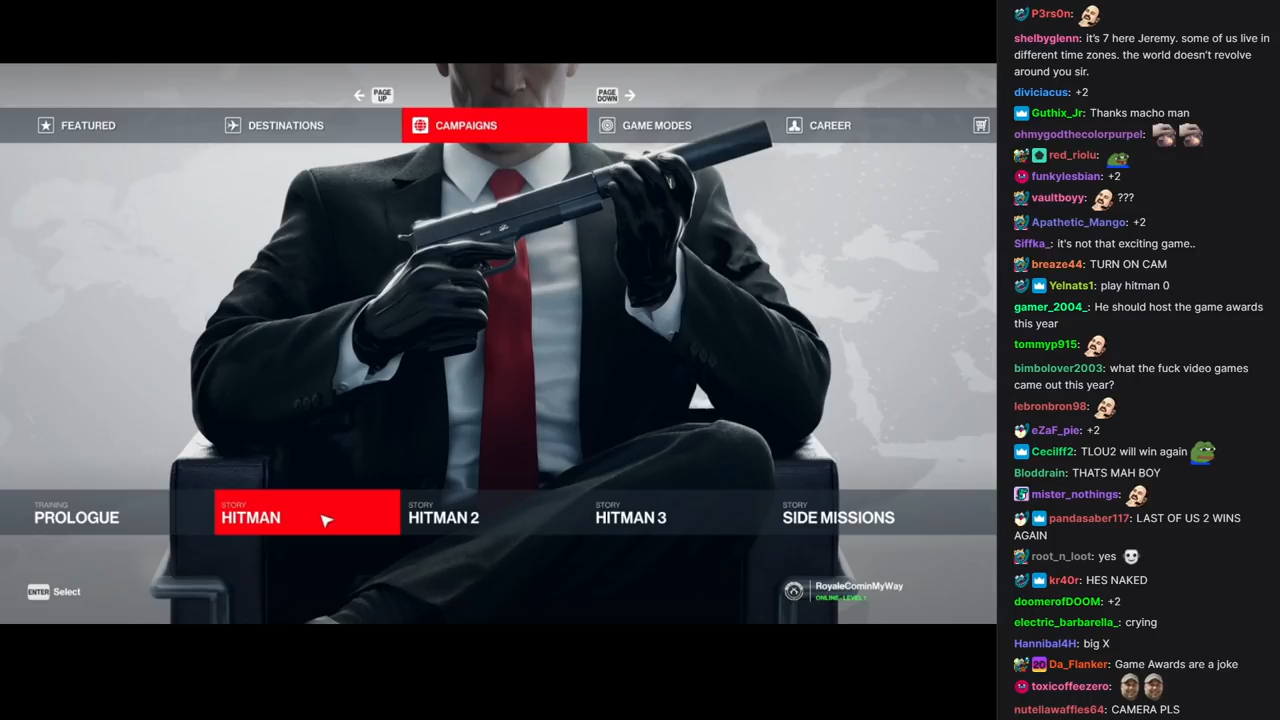 PAGE UP
PAGE DOWN
FEATURED
DESTINATIONS
CAMPAIGNS
GAME MODES
CAREER
TRAINING
PROLOGUE
STORY
HITMAN
STORY
HITMAN 2
STORY
HITMAN 3
SIDE MISSIONS
STORY
ENTER Select
RoyaleCominMyWay
P3rs0n:
shelbyglenn: it's 7 here Jeremy. some of us live in
different time zones. the world doesn't revolve
around you sir.
diviciacus: +2
Guthix_Jr: Thanks macho man
ohmygodthecolorpurpel:
red_riolu:
funkylesbian: +2
vaultboyy: ???
Apathetic_Mango: +2
Siffka_: it's not that exciting game..
breaze44: TURN ON CAM
Yelnats1: play hitman 0
gamer_2004_: He should host the game awards
this year
tommyp915:
bimbolover2003: what the fuck video games
came out this year?
lebronbron98:
eZaF_pie: +2
Cecilff2: TLOU2 will win again
Bloddrain: THATS MAH BOY
mister_nothings:
pandasaber117: LAST OF US 2 WINS
AGAIN
root_n_loot: yes
kr40r: HES NAKED
doomerofDOOM: +2
electric_barbarella_: crying
Hannibal4H: big X
20 Da_Flanker: Game Awards are a joke
toxicoffeezero:
nutellawaffles64: CAMERA PLS